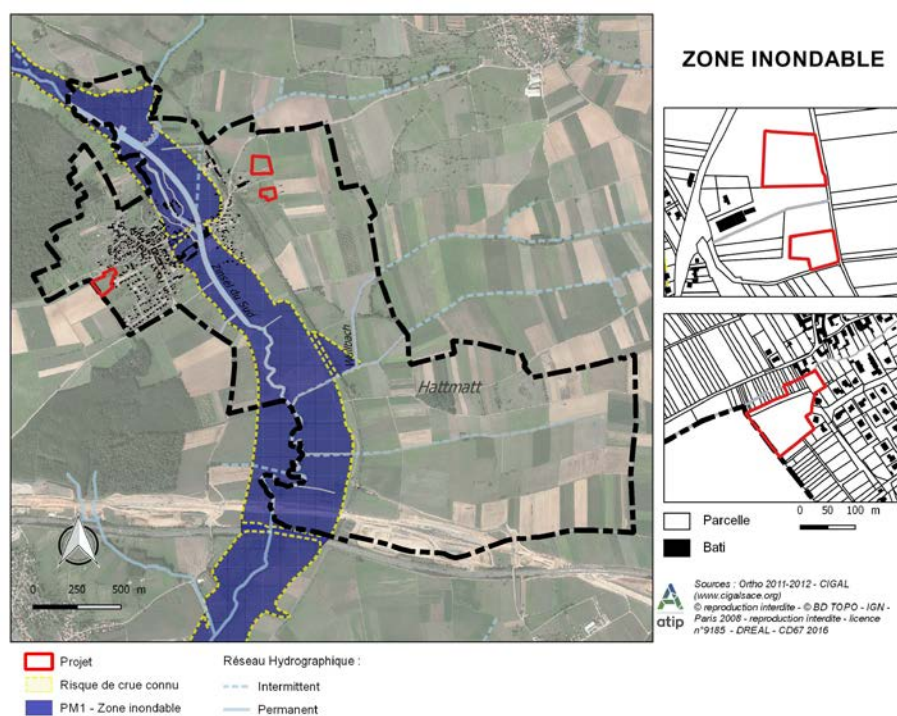 ZONE INONDABLE
Zinsel du Sud
Wollbach
Hattmatt
0 250 500 m
Parcelle
Bati
0 50 100 m
atip
Sources : Ortho 2011-2012 - CIGAL
(www.cigalsace.org)
© reproduction interdite - © BD TOPO - IGN -
Paris 2008 - reproduction interdite - licence
n°9185 - DREAL - CD67 2016
Projet
Risque de crue connu
PM1 - Zone inondable
Réseau Hydrographique :
Intermittent
Permanent